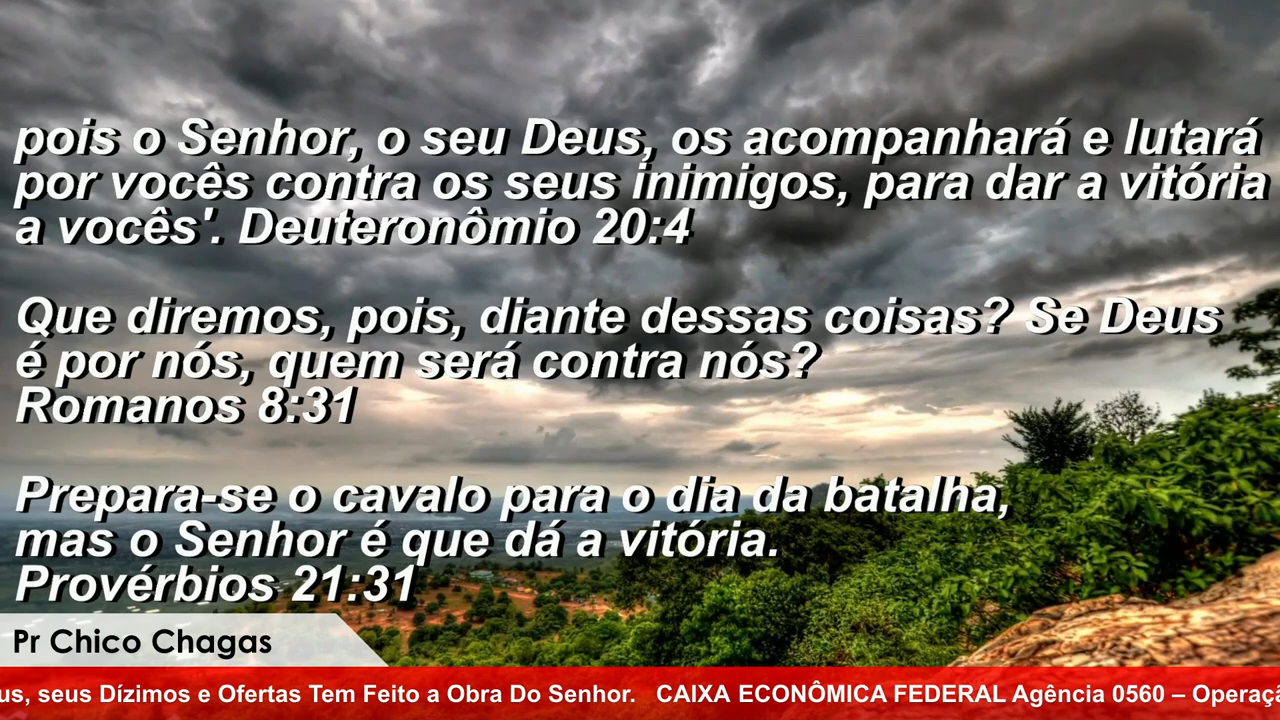 pois o Senhor, o seu Deus, os acompanhará e lutará
por vocês contra os seus inimigos, para dar a vitória
a vocês'. Deuteronômio 20:4
Que diremos, pois, diante dessas coisas? Se Deus
é por nós, quem será contra nós?
Romanos 8:31
Prepara-se o cavalo para o dia da batalha,
mas o Senhor é que dá a vitória.
Provérbios 21:31
Pr Chico Chagas
us, seus Dízimos e Ofertas Tem Feito a Obra Do Senhor. CAIXA ECONÔMICA FEDERAL Agência 0560 – Operaçã